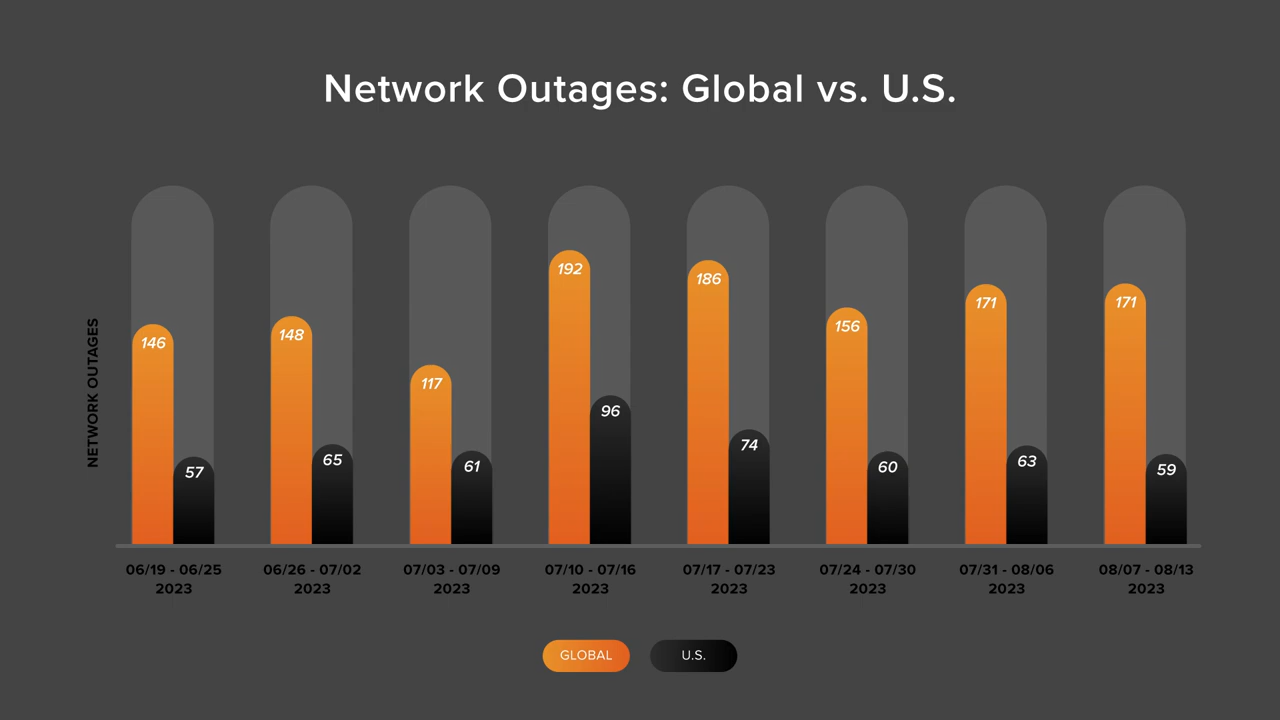 Network Outages: Global vs. U.S.
NETWORK OUTAGES
146
57
148
65
117
61
192
96
186
74
156
60
171
63
171
59
06/19 - 06/25
2023
06/26 - 07/02
2023
07/03 - 07/09
2023
07/10 - 07/16
2023
07/17 - 07/23
2023
07/24 - 07/30
2023
07/31 - 08/06
2023
08/07 - 08/13
2023
GLOBAL
U.S.